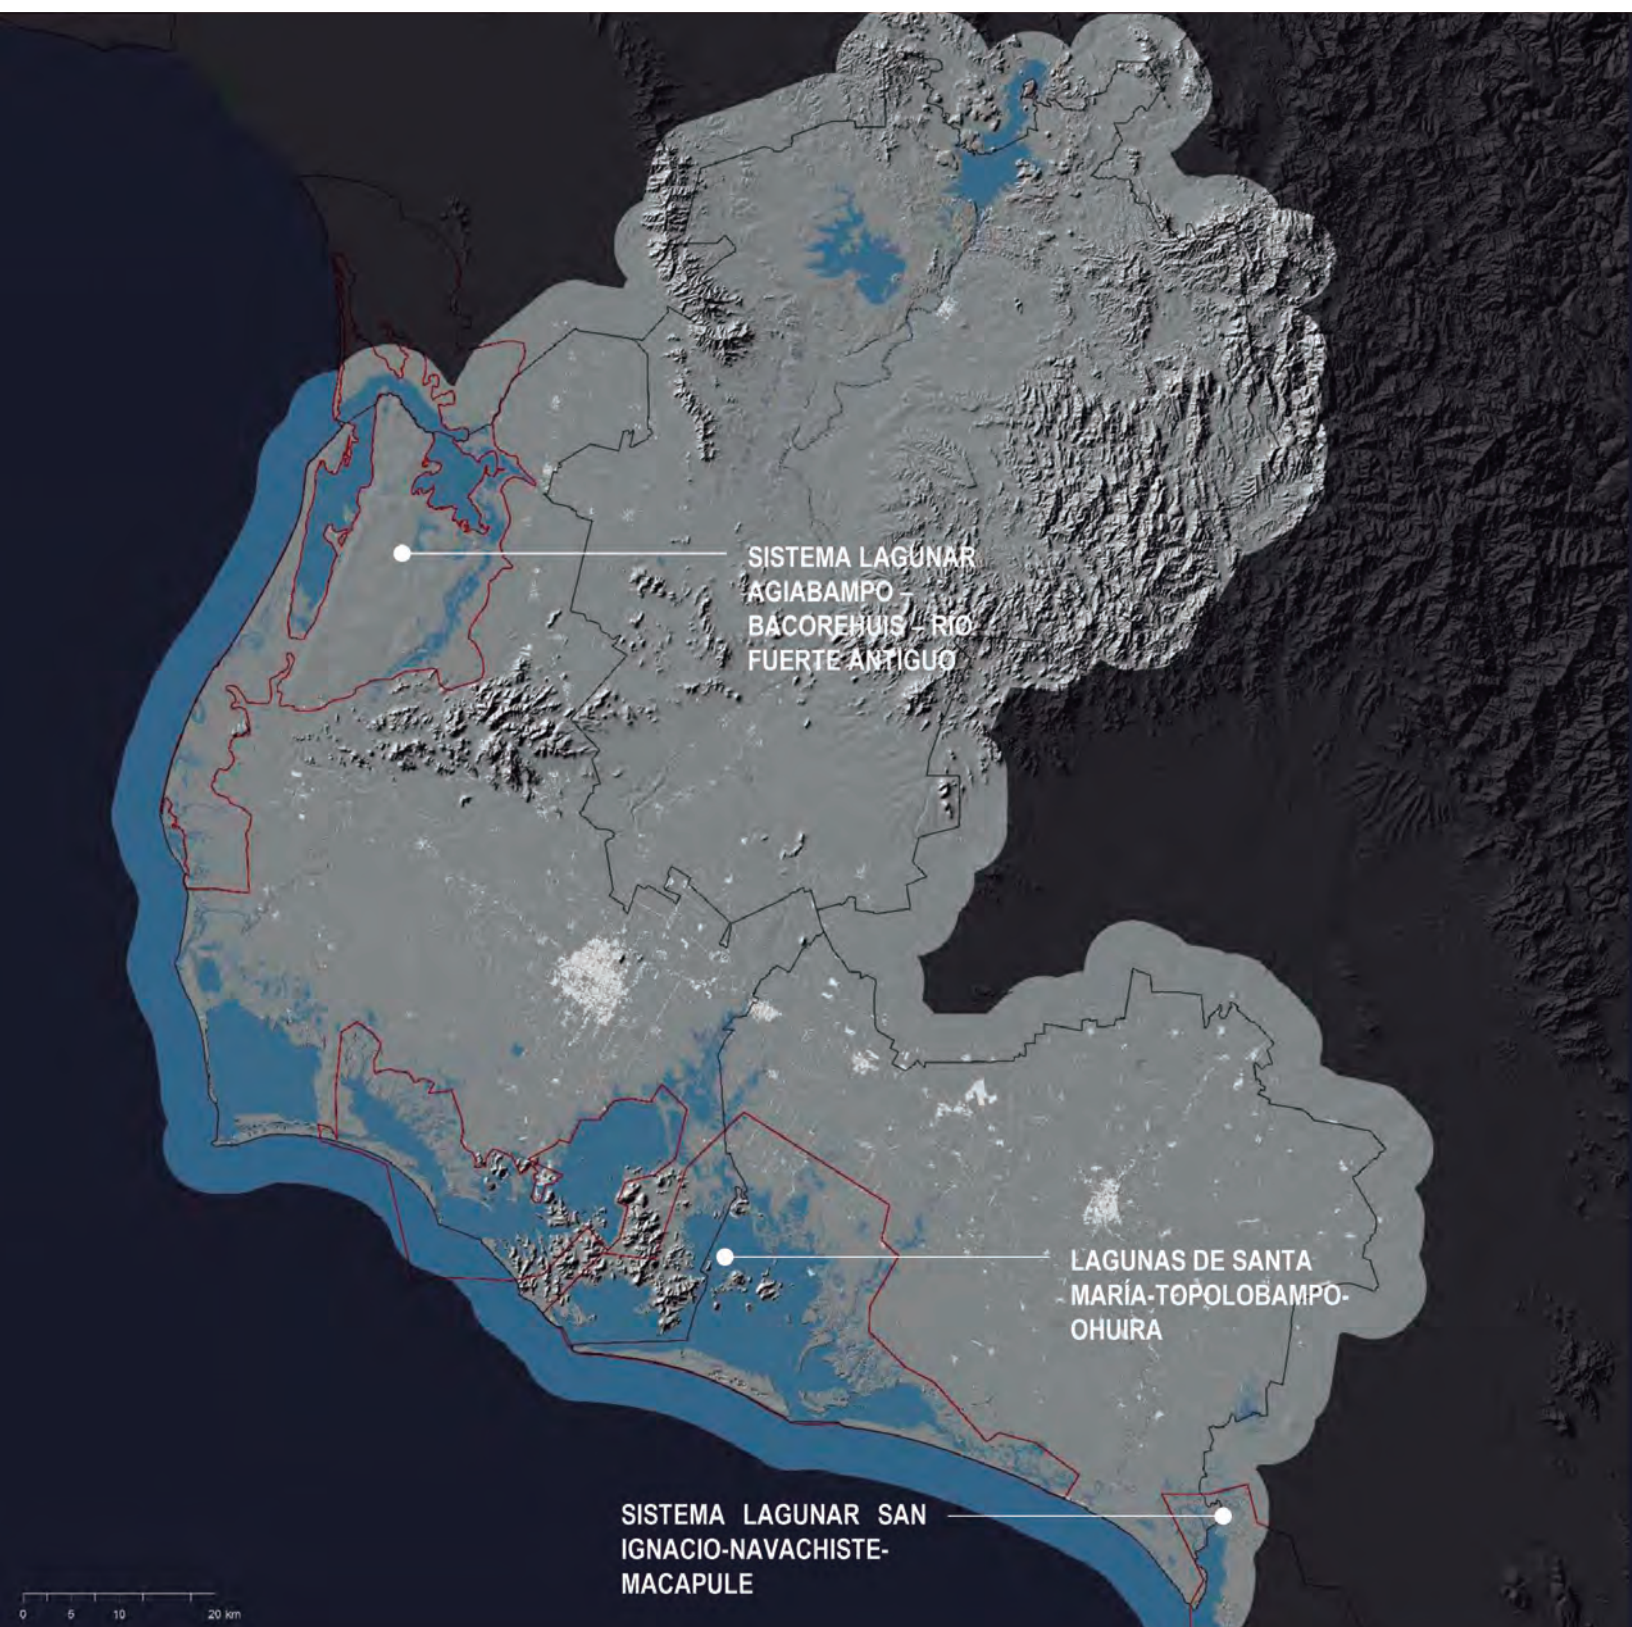 SISTEMA LAGUNAR
AGIABAMPO –
BACOREHUIS – RIO
FUERTE ANTIGUO
LAGUNAS DE SANTA
MARÍA-TOPOLOBAMPO-
OHUIRA
SISTEMA LAGUNAR SAN
IGNACIO-NAVACHISTE-
MACAPULE
0 5 10 20 km